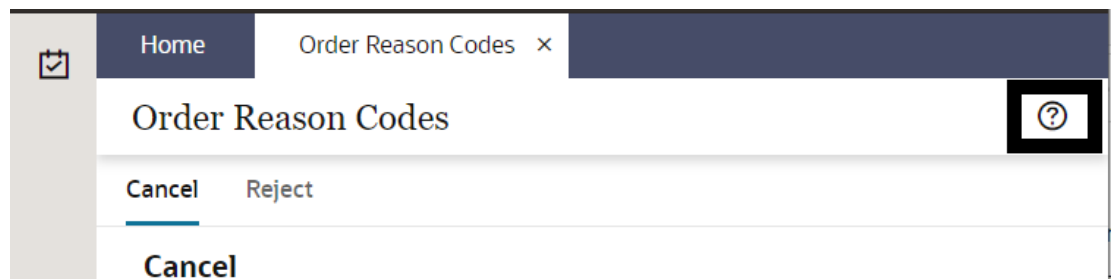 Home Order Reason Codes ×
Order Reason Codes ?
Cancel Reject
Cancel